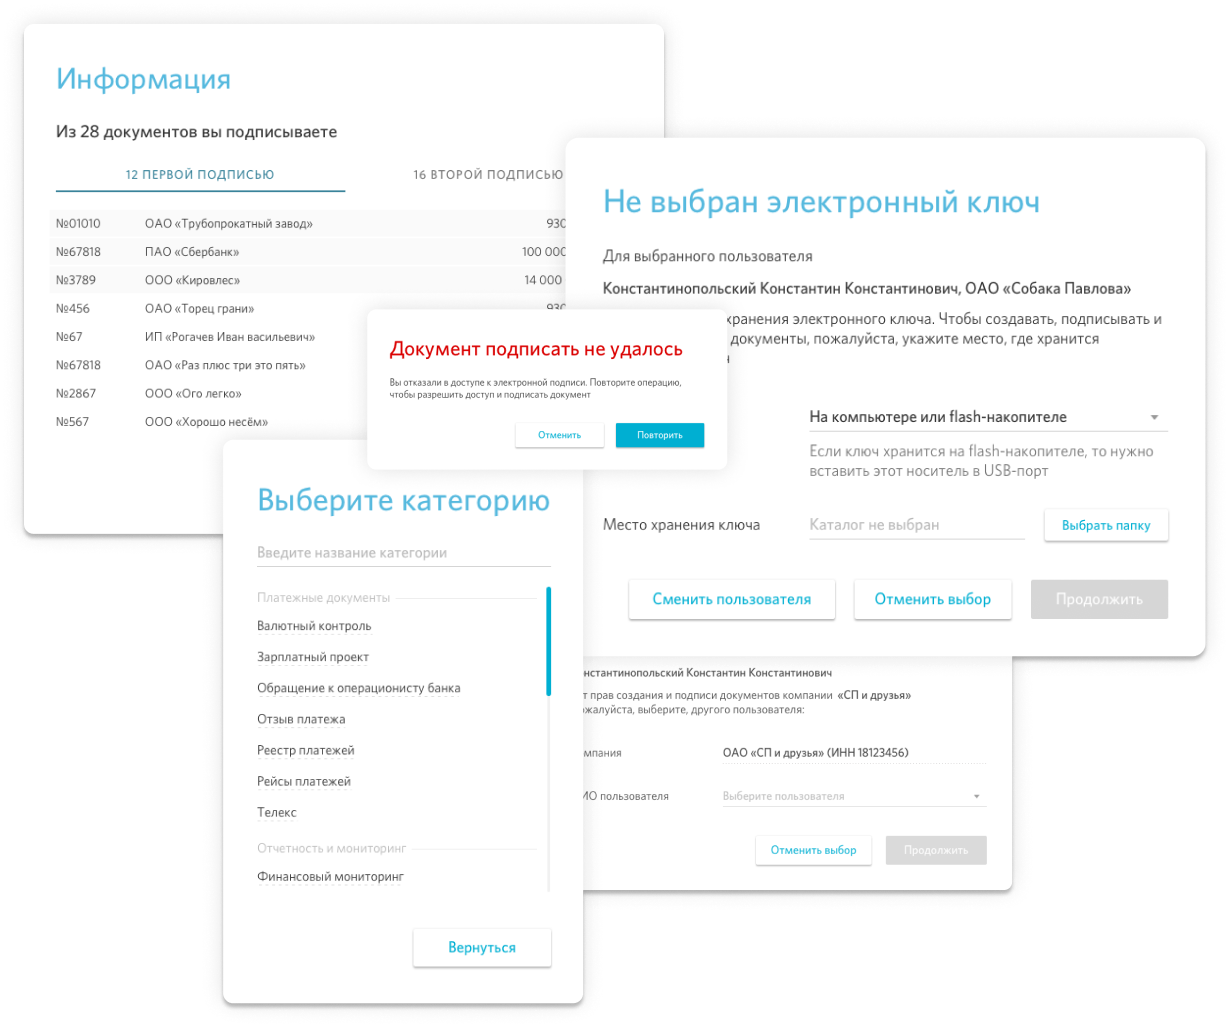 Информация
Из 28 документов вы подписываете
12 ПЕРВОЙ ПОДПИСЬЮ
16 ВТОРОЙ ПОДПИСЬЮ
№01010 ОАО «Трубопрокатный завод» 930
№67818 ПАО «Сбербанк» 100 000
№3789 ООО «Кировлес» 14 000
№456 ОАО «Торец грани» 930
№67 ИП «Рогачев Иван васильевич»
№67818 ОАО «Раз плюс три это пять»
№2867 ООО «Ого легко»
№567 ООО «Хорошо несём»
Не выбран электронный ключ
Для выбранного пользователя
Константинопольский Константин Константинович, ОАО «Собака Павлова»
хранения электронного ключа. Чтобы создавать, подписывать и
документы, пожалуйста, укажите место, где хранится
На компьютере или flash-накопителе
Если ключ хранится на flash-накопителе, то нужно
вставить этот носитель в USB-порт
Место хранения ключа
Каталог не выбран
Выбрать папку
Сменить пользователя
Отменить выбор
Продолжить
Документ подписать не удалось
Вы отказали в доступе к электронной подписи. Повторите операцию,
чтобы разрешить доступ и подписать документ
Отменить
Повторить
Выберите категорию
Введите название категории
Платежные документы
Валютный контроль
Зарплатный проект
Обращение к операционисту банка
Отзыв платежа
Реестр платежей
Рейсы платежей
Телекс
Отчетность и мониторинг
Финансовый мониторинг
Вернуться
нстантинопольский Константин Константинович
т прав создания и подписи документов компании «СП и друзья»
жалуйста, выберите, другого пользователя:
мпания
ОАО «СП и друзья» (ИНН 18123456)
ИО пользователя
Выберите пользователя
Отменить выбор
Продолжить